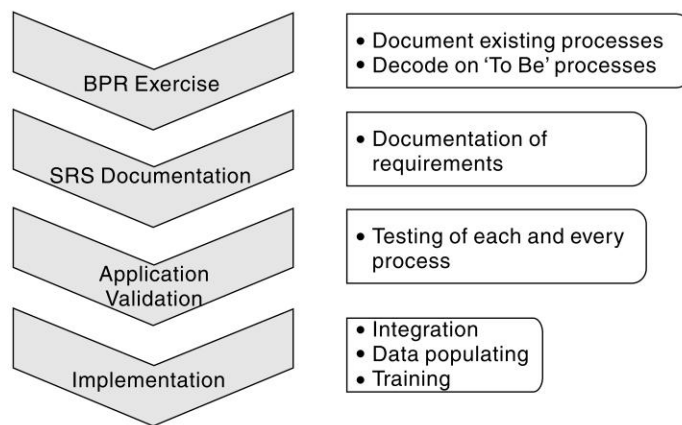 BPR Exercise
• Document existing processes
• Decode on ‘To Be’ processes
SRS Documentation
• Documentation of
requirements
Application
Validation
• Testing of each and every
process
Implementation
• Integration
• Data populating
• Training